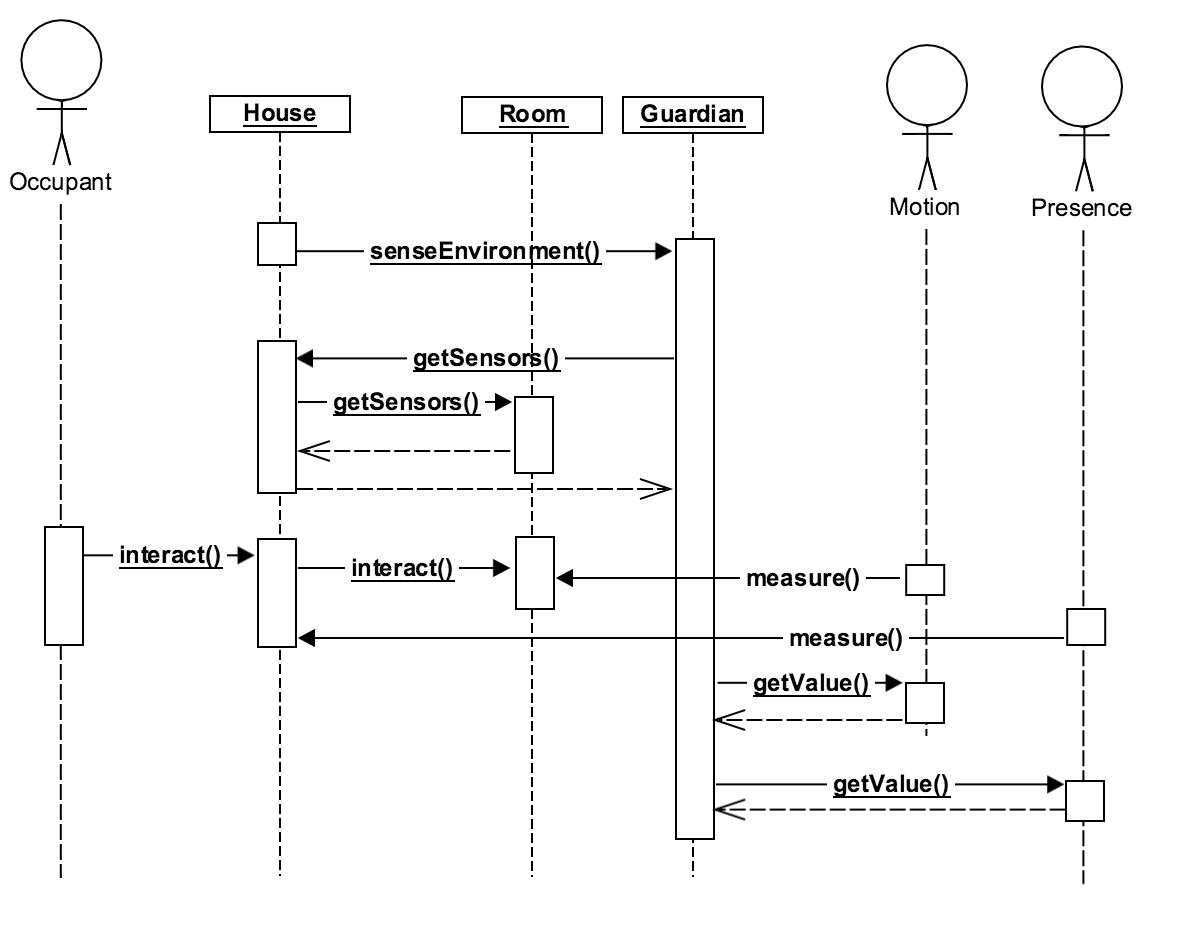 House
Room
Guardian
Occupant
Motion
Presence
senseEnvironment()
getSensors()
getSensors()
interact()
interact()
measure()
measure()
getValue()
getValue()